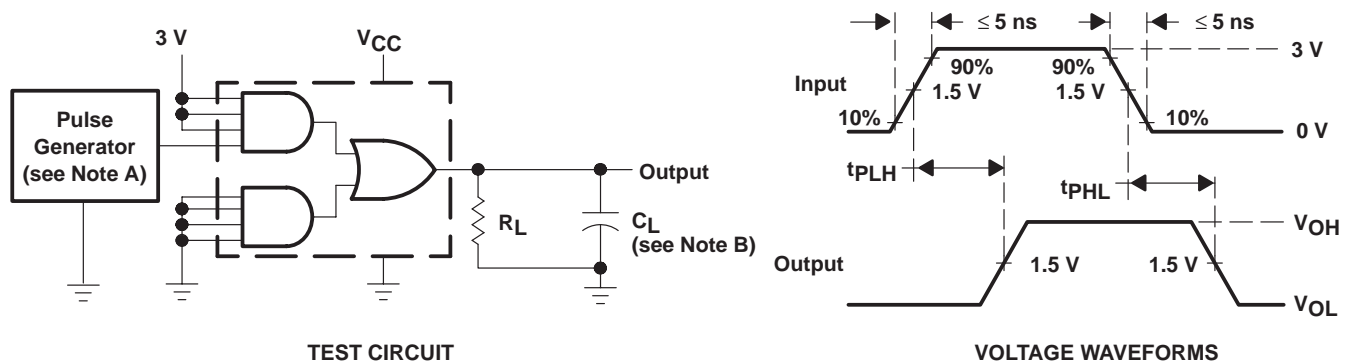 3 V
VCC
Pulse
Generator
(see Note A)
Output
RL
CL
(see Note B)
TEST CIRCUIT
≤ 5 ns
≤ 5 ns
3 V
Input
90%
90%
1.5 V
1.5 V
10%
10%
0 V
tPLH
tPHL
VOH
Output
1.5 V
1.5 V
VOL
VOLTAGE WAVEFORMS